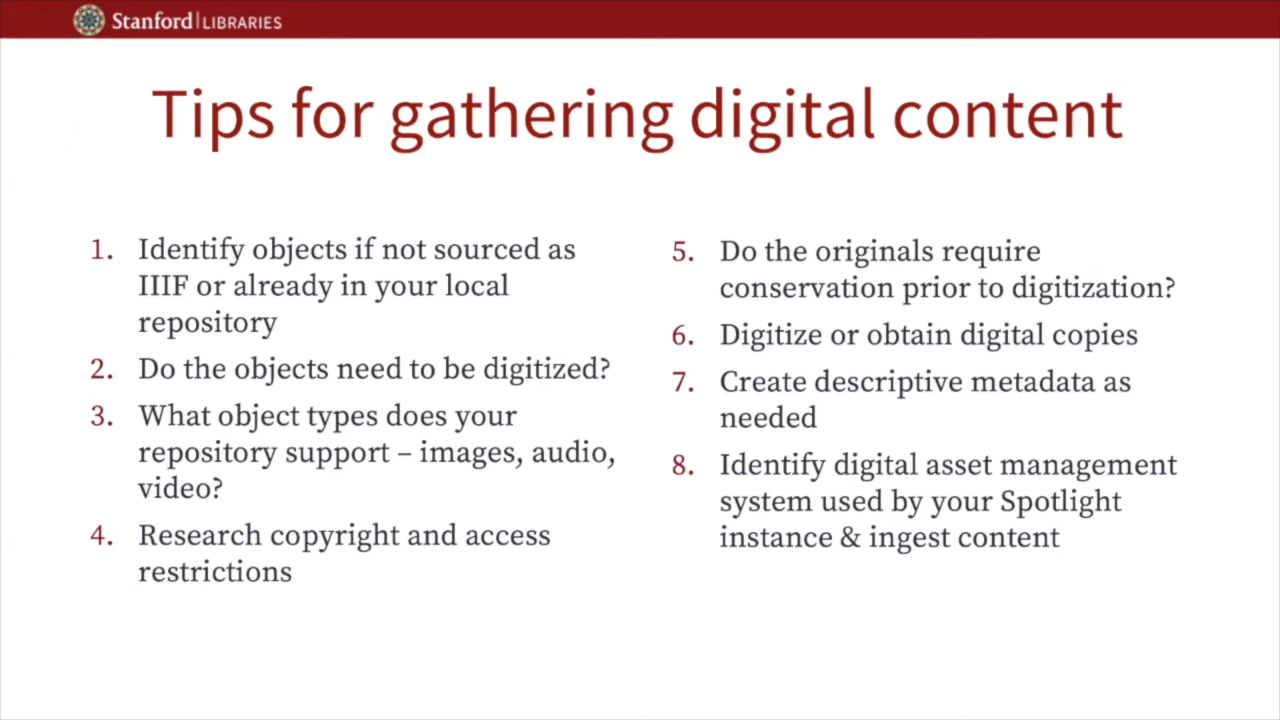 Stanford | LIBRARIES
Tips for gathering digital content
1. Identify objects if not sourced as
IIIF or already in your local
repository
2. Do the objects need to be digitized?
3. What object types does your
repository support – images, audio,
video?
4. Research copyright and access
restrictions
5. Do the originals require
conservation prior to digitization?
6. Digitize or obtain digital copies
7. Create descriptive metadata as
needed
8. Identify digital asset management
system used by your Spotlight
instance & ingest content